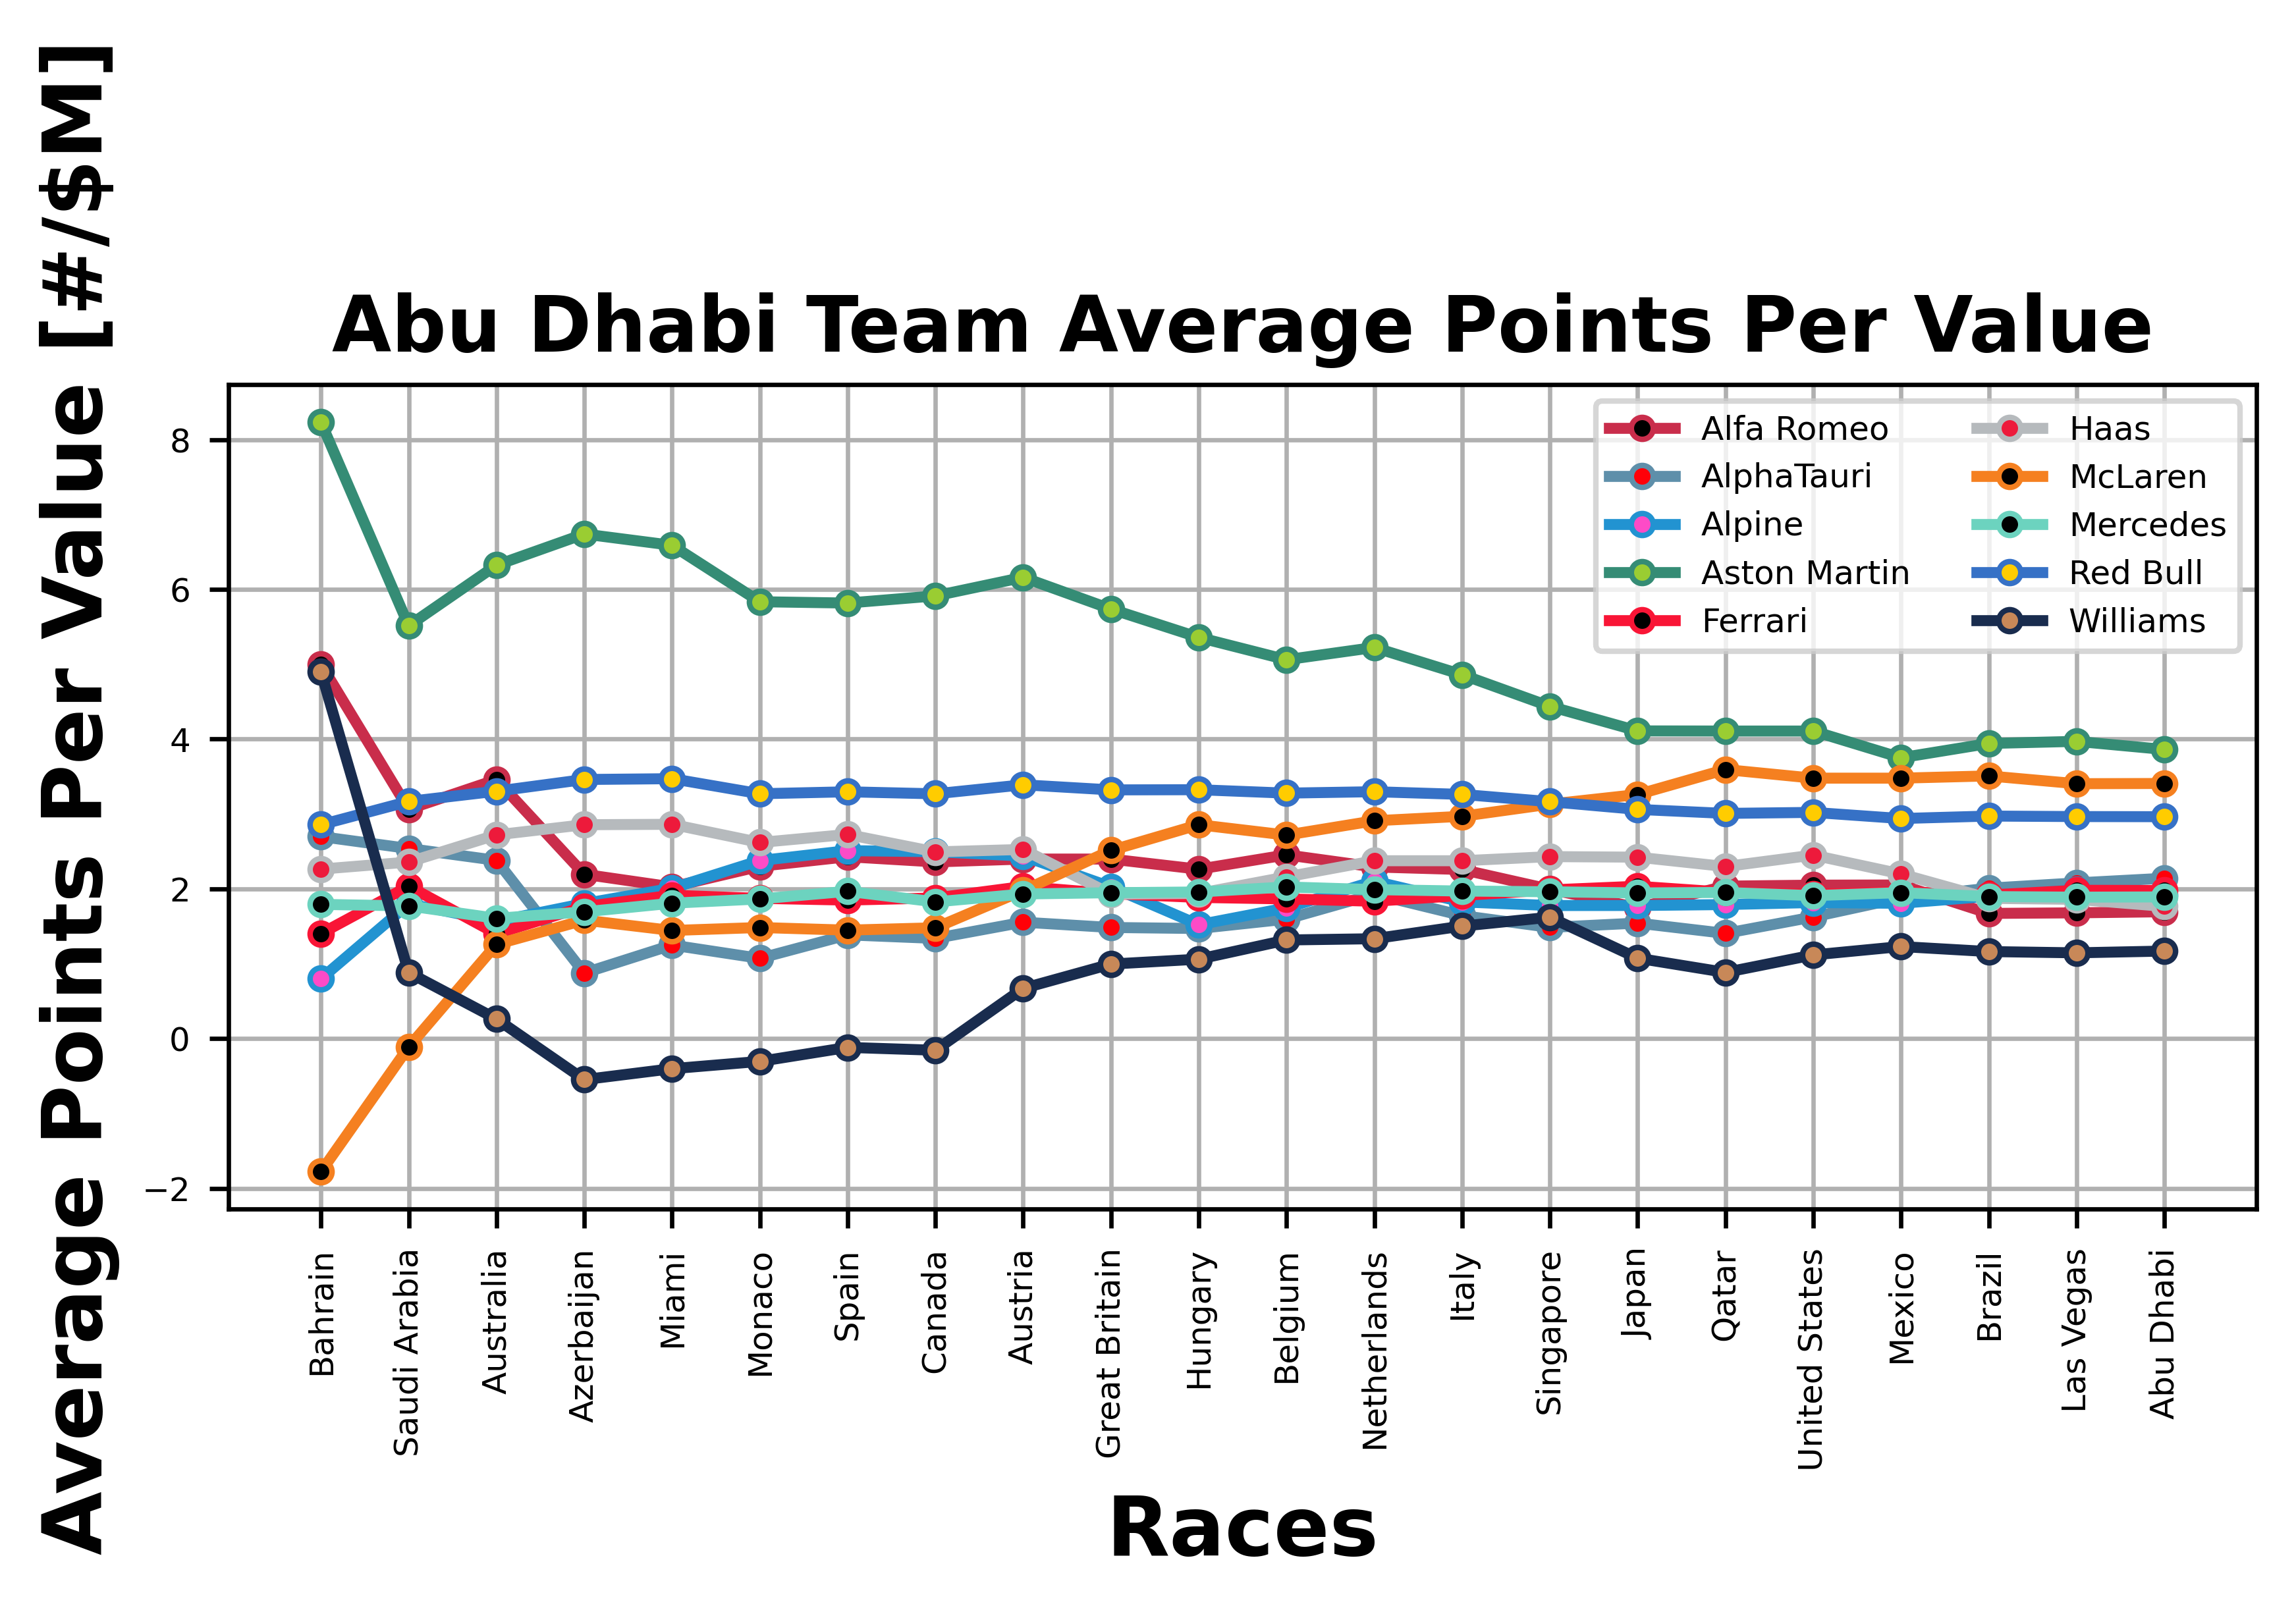 Abu Dhabi Team Average Points Per Value
Average Points Per Value [#/$M]
8
6
4
2
0
−2
Alfa Romeo
AlphaTauri
Alpine
Aston Martin
Ferrari
Haas
McLaren
Mercedes
Red Bull
Williams
Bahrain
Saudi Arabia
Australia
Azerbaijan
Miami
Monaco
Spain
Canada
Austria
Great Britain
Hungary
Belgium
Netherlands
Italy
Singapore
Japan
Qatar
United States
Mexico
Brazil
Las Vegas
Abu Dhabi
Races